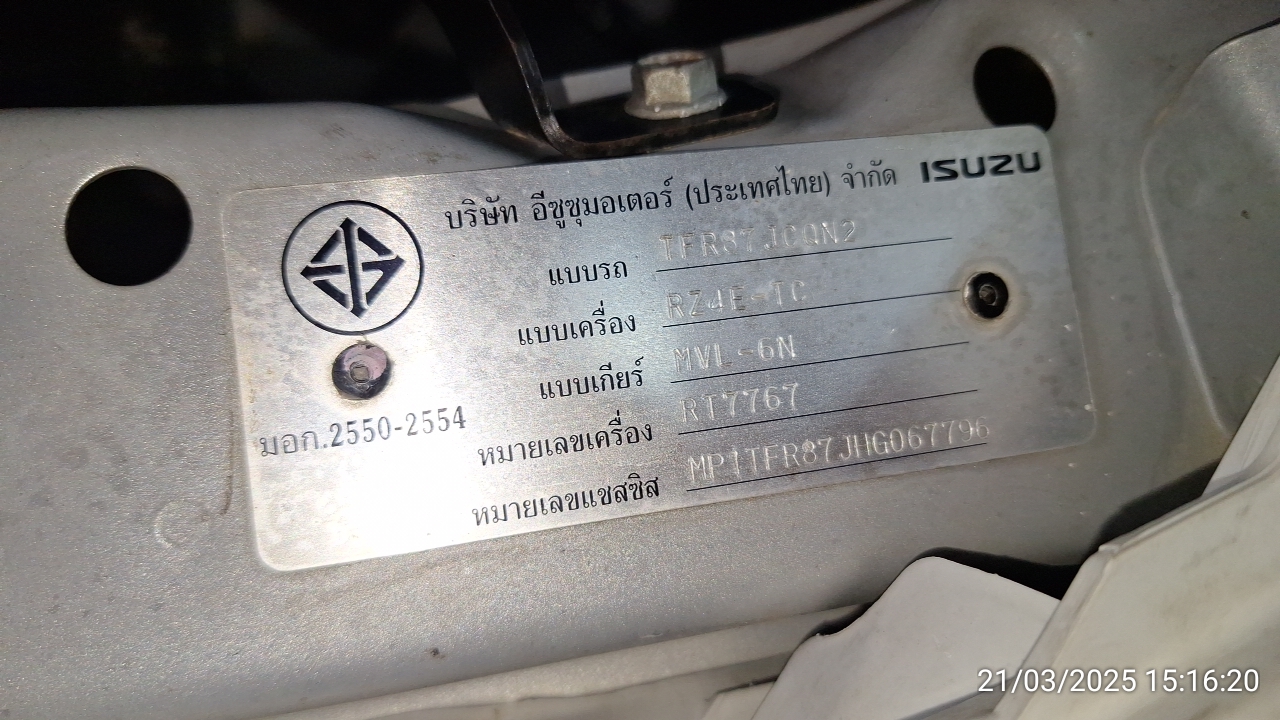 บริษัท อีซูซุมอเตอร์ (ประเทศไทย) จำกัด ISUZU
แบบรถ TFR87JCQN2
แบบเครื่อง RZ4E-TC
แบบเกียร์ MVL-6N
หมายเลขเครื่อง RT7767
หมายเลขแชสซิส MP1TFR87JHG067796
มอก.2550-2554
21/03/2025 15:16:20